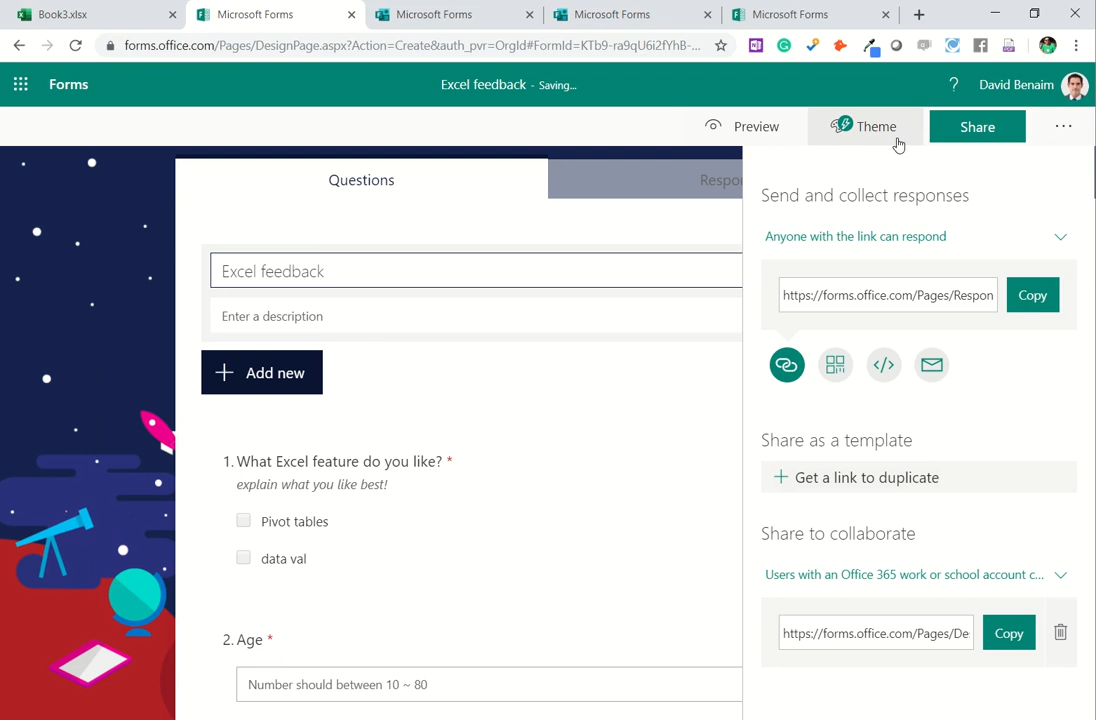 Book3.xlsx
Microsoft Forms
Microsoft Forms
Microsoft Forms
Microsoft Forms
forms.office.com/Pages/DesignPage.aspx?Action=Create&auth_pvr=OrgId&FormId=KTb9-ra9qU6i2fYhB-...
Forms
Excel feedback - Saving...
?
David Benaim
Preview
Theme
Share
...
Questions
Respo
Send and collect responses
Anyone with the link can respond
Excel feedback
https://forms.office.com/Pages/Respon
Copy
Enter a description
Add new
Share as a template
What Excel feature do you like? *
1.
Get a link to duplicate
explain what you like best!
Pivot tables
Share to collaborate
data val
Users with an Office 365 work or school account c...
https://forms.office.com/Pages/De
Copy
2. Age *
Number should between 10 ~ 80